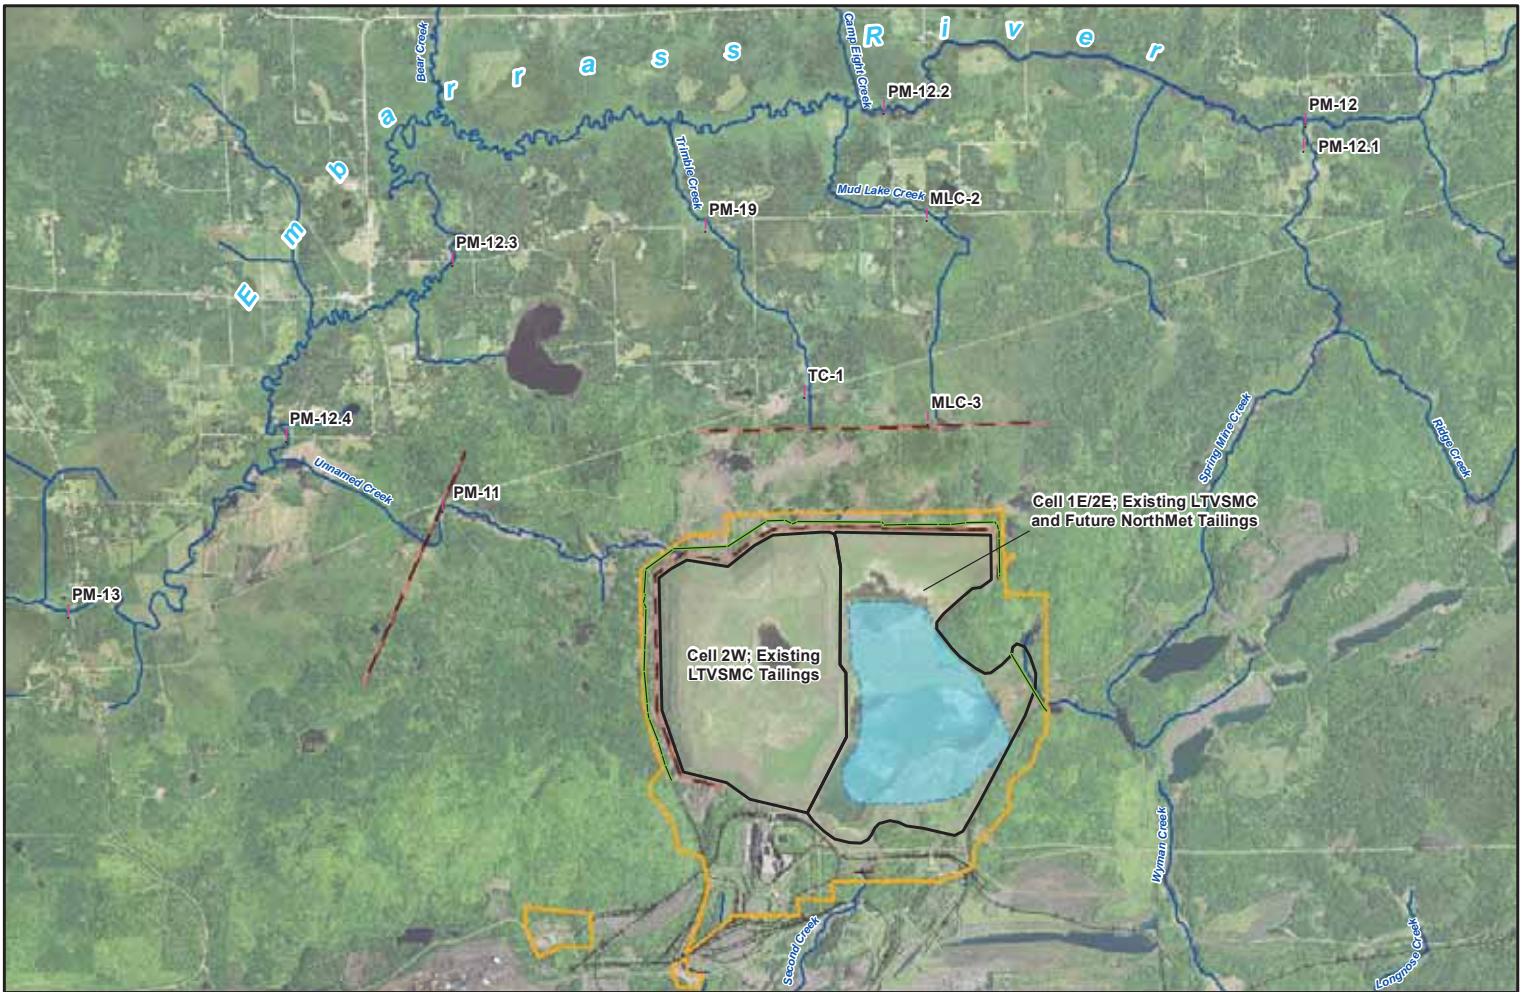 Bear Creek
Camp Eight Creek
Embarrass River
PM-12.2
PM-12
PM-12.1
Trimble Creek
Mud Lake Creek
MLC-2
PM-19
PM-12.3
TC-1
MLC-3
PM-12.4
Unnamed Creek
PM-11
Spring Mine Creek
Ridge Creek
Cell 1E/2E; Existing LTVSMC
and Future NorthMet Tailings
PM-13
Cell 2W; Existing
LTVSMC Tailings
Wyman Creek
Second Creek
Longnose Creek